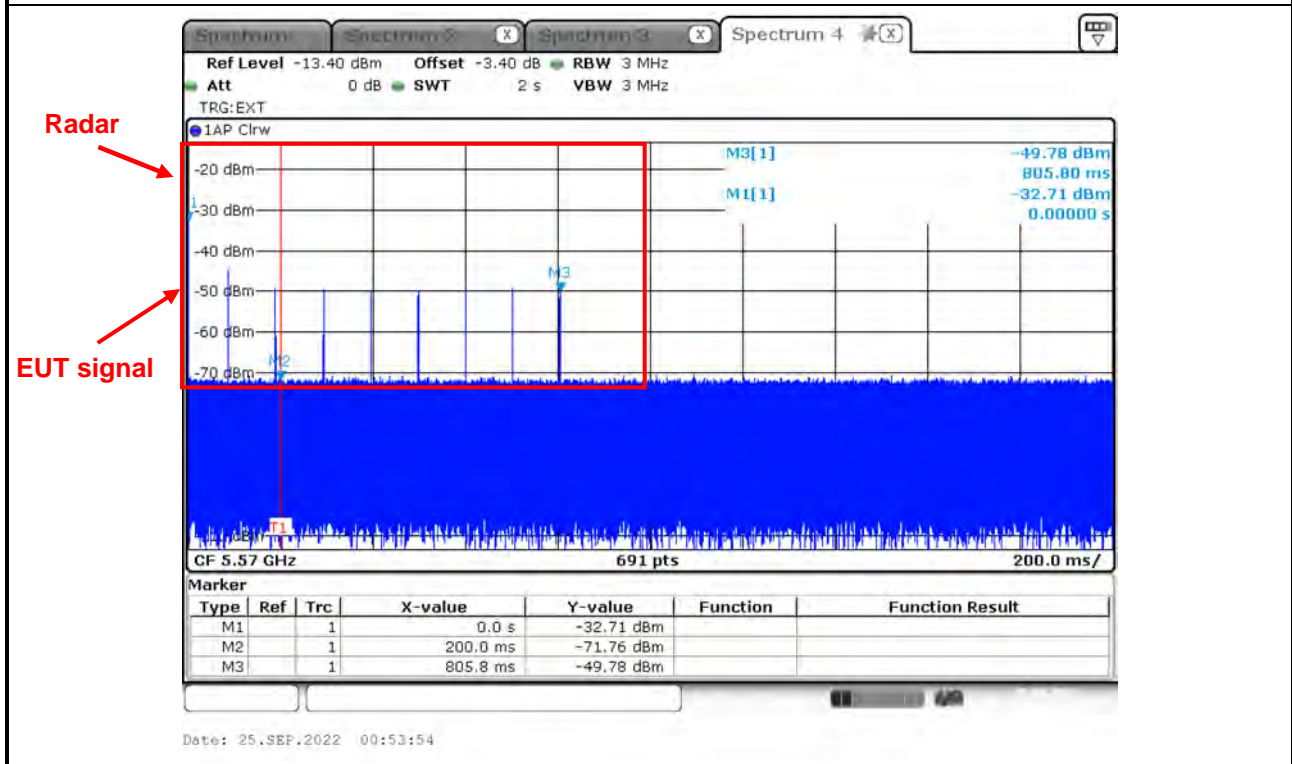 Spectrum Spectrum 2 X Spectrum 3 X Spectrum 4 X
Ref Level -13.40 dBm Offset -3.40 dB RBW 3 MHz
Att 0 dB SWT 2 s VBW 3 MHz
TRG:EXT
Radar
1AP Clrw
M3[1] -49.78 dBm
805.80 ms
M1[1] -32.71 dBm
0.00000 s
-20 dBm
-30 dBm
-40 dBm
M3
-50 dBm
-60 dBm
EUT signal
M2
-70 dBm
T1
CF 5.57 GHz 691 pts 200.0 ms/
Marker
Type Ref Trc X-value Y-value Function Function Result
M1 1 0.0 s -32.71 dBm
M2 1 200.0 ms -71.76 dBm
M3 1 805.8 ms -49.78 dBm
Date: 25.SEP.2022 00:53:54